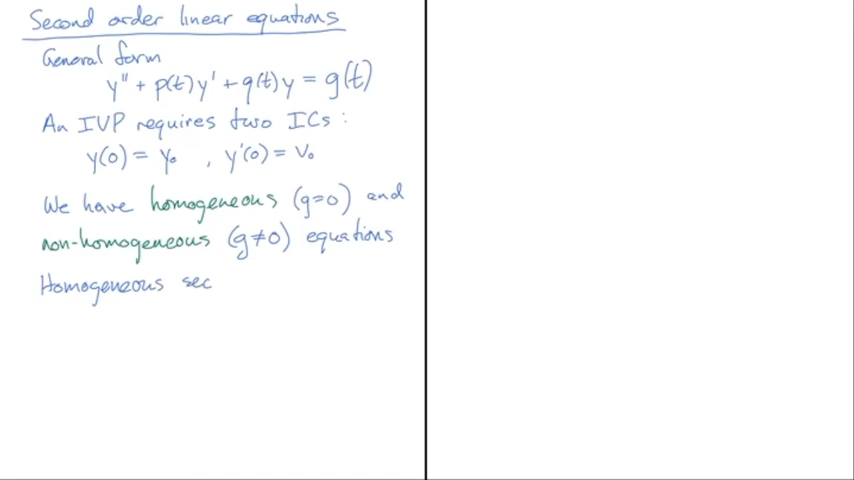 Second order linear equations
General form
y'' + p(t)y' + q(t)y = g(t)
An IVP requires two ICs :
y(0) = y₀ , y'(0) = v₀
We have homogeneous (g=0) and
non-homogeneous (g≠0) equations
Homogeneous sec